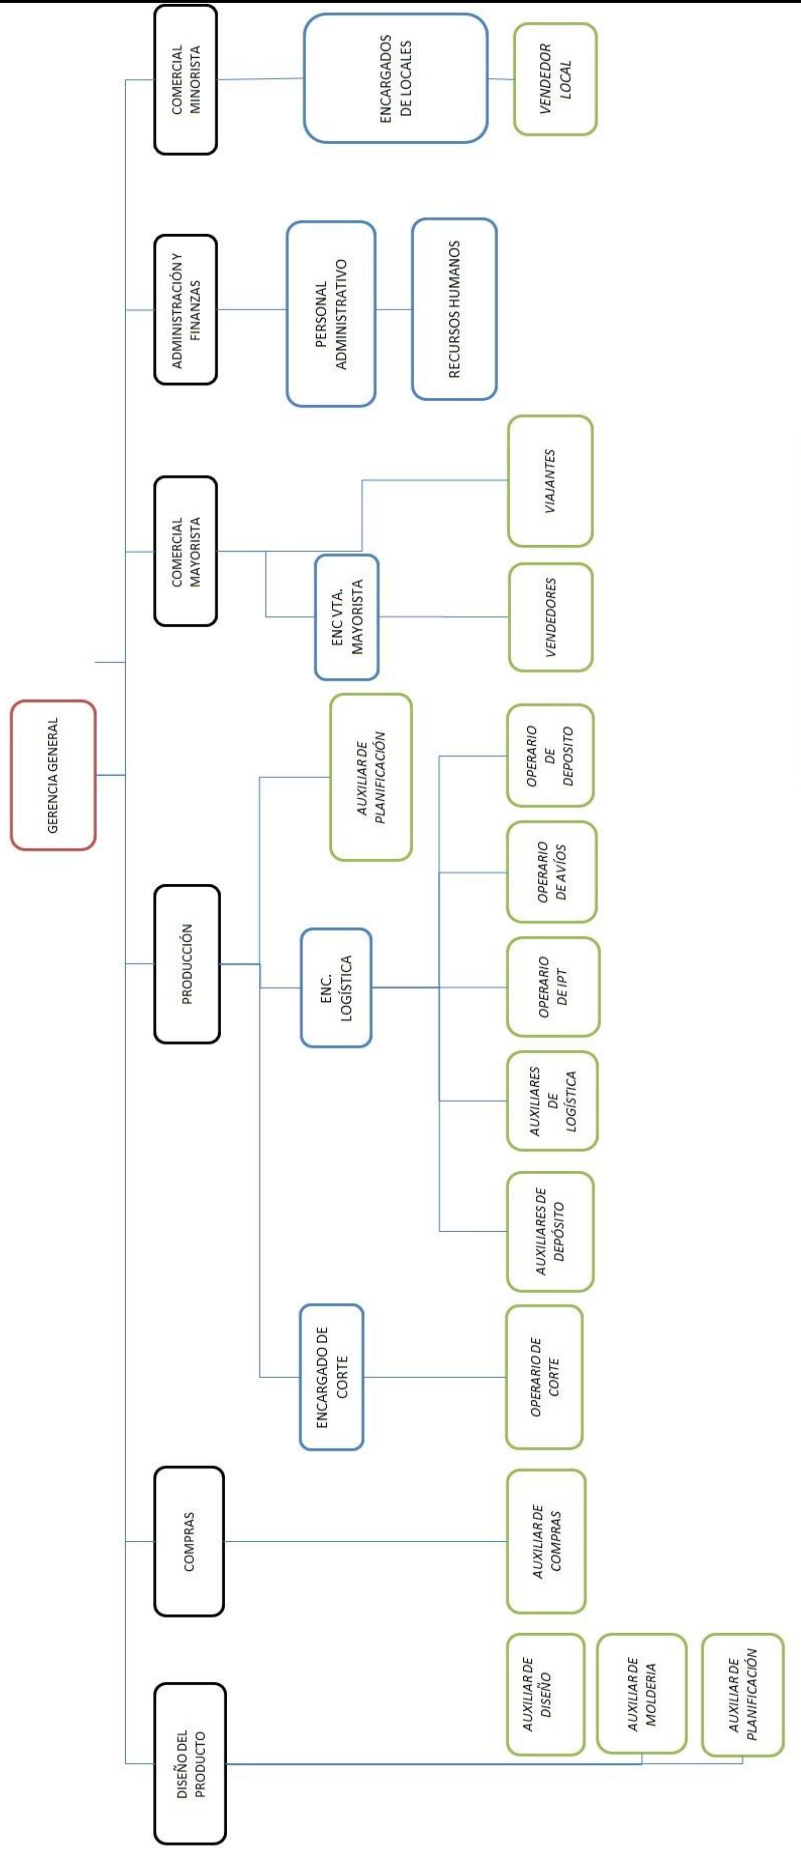 GERENCIA GENERAL
DISEÑO DEL
PRODUCTO
COMPRAS
PRODUCCIÓN
COMERCIAL
MAYORISTA
ADMINISTRACIÓN Y
FINANZAS
COMERCIAL
MINORISTA
ENCARGADO DE
CORTE
ENC.
LOGÍSTICA
AUXILIAR DE
PLANIFICACIÓN
ENC VTA.
MAYORISTA
PERSONAL
ADMINISTRATIVO
RECURSOS HUMANOS
ENCARGADOS
DE LOCALES
AUXILIAR DE
DISEÑO
AUXILIAR DE
MOLDERIA
AUXILIAR DE
PLANIFICACIÓN
AUXILIAR DE
COMPRAS
OPERARIO DE
CORTE
AUXILIARES DE
DEPÓSITO
AUXILIARES
DE
LOGÍSTICA
OPERARIO
DE IPT
OPERARIO
DE AVÍOS
OPERARIO
DE
DEPOSITO
VENDEDORES
VIAJANTES
VENDEDOR
LOCAL